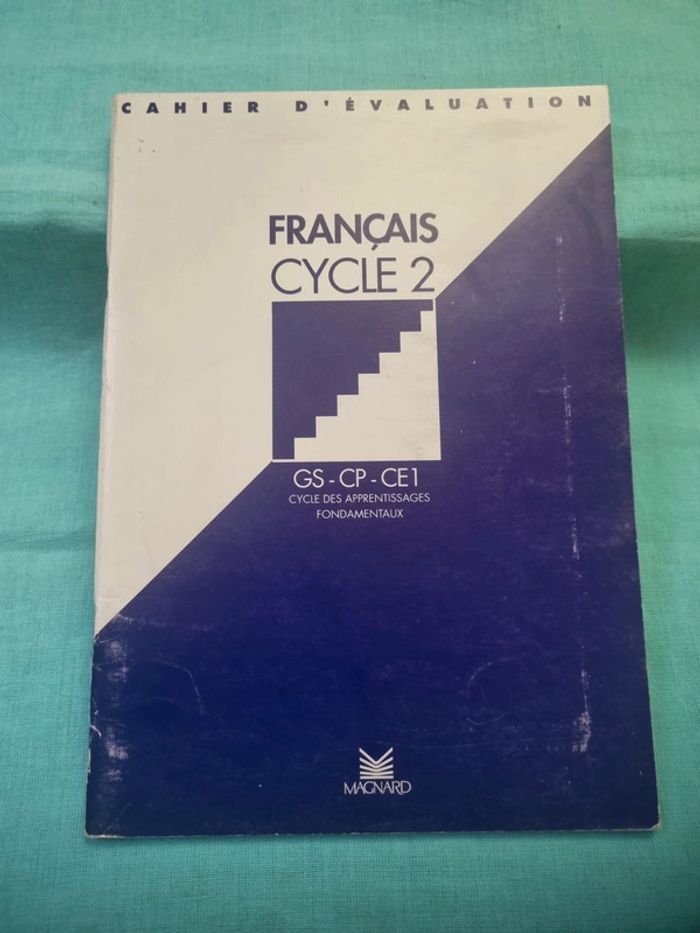 CAHIER D'ÉVALUATION
FRANÇAIS
CYCLE 2
GS - CP - CE1
CYCLE DES APPRENTISSAGES
FONDAMENTAUX
MAGNARD